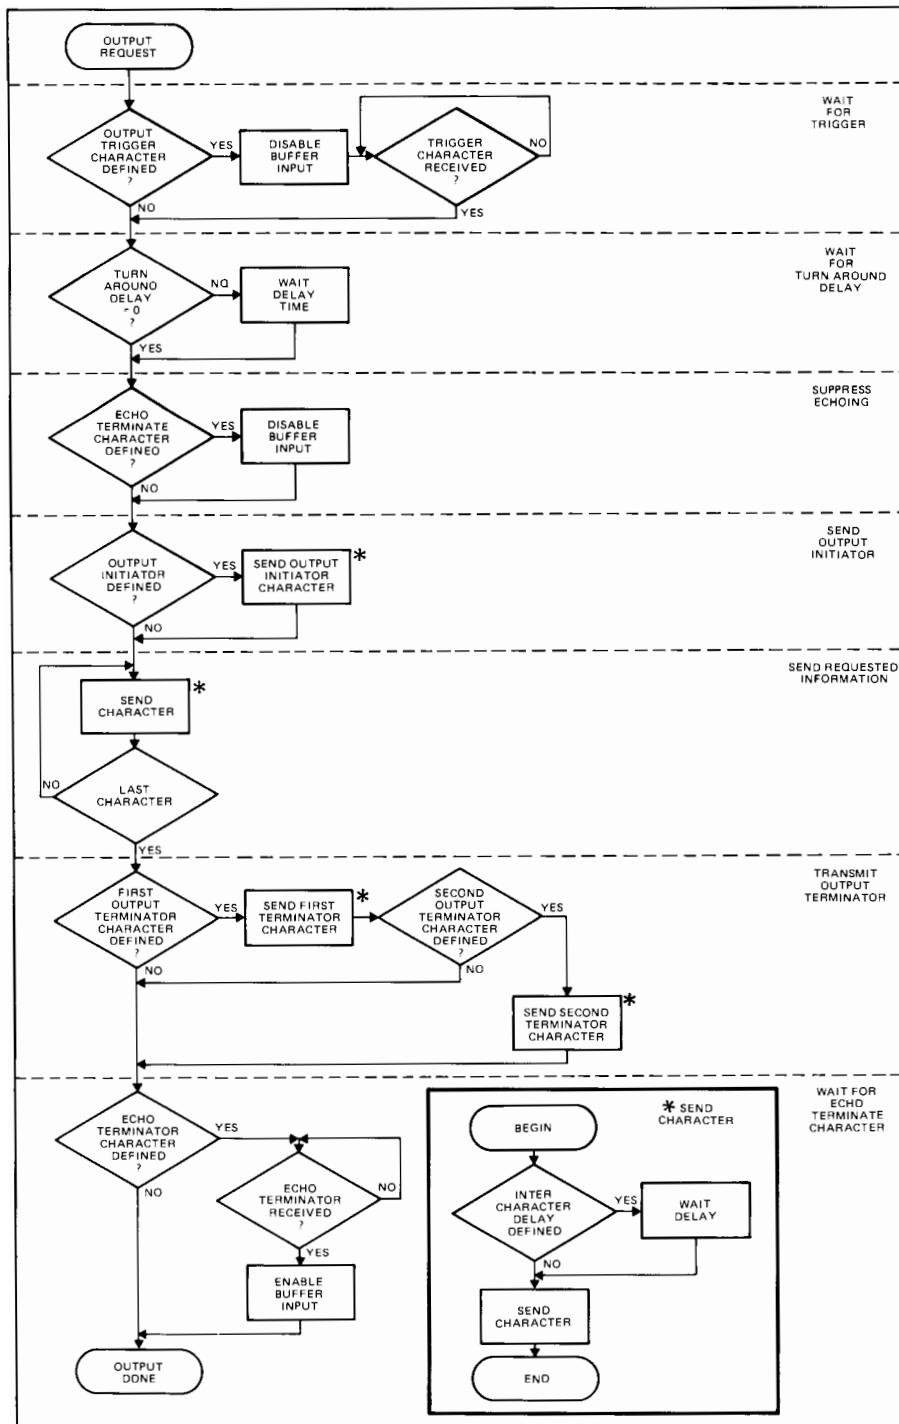 OUTPUT
REQUEST
WAIT
FOR
TRIGGER
OUTPUT
TRIGGER
CHARACTER
DEFINED
?
YES
DISABLE
BUFFER
INPUT
TRIGGER
CHARACTER
RECEIVED
?
NO
NO
YES
WAIT
FOR
TURN AROUND
DELAY
TURN
AROUND
DELAY
= 0
?
NO
WAIT
DELAY
TIME
YES
SUPPRESS
ECHOING
ECHO
TERMINATE
CHARACTER
DEFINED
?
YES
DISABLE
BUFFER
INPUT
NO
SEND
OUTPUT
INITIATOR
OUTPUT
INITIATOR
DEFINED
?
YES
SEND OUTPUT
INITIATOR
CHARACTER
*
NO
SEND REQUESTED
INFORMATION
SEND
CHARACTER
*
LAST
CHARACTER
NO
YES
TRANSMIT
OUTPUT
TERMINATOR
FIRST
OUTPUT
TERMINATOR
CHARACTER
DEFINED
?
YES
SEND FIRST
TERMINATOR
CHARACTER
*
SECOND
OUTPUT
TERMINATOR
CHARACTER
DEFINED
?
YES
NO
NO
SEND SECOND
TERMINATOR
CHARACTER
*
WAIT FOR
ECHO
TERMINATE
CHARACTER
ECHO
TERMINATOR
CHARACTER
DEFINED
?
YES
NO
ECHO
TERMINATOR
RECEIVED
?
NO
YES
ENABLE
BUFFER
INPUT
OUTPUT
DONE
* SEND
CHARACTER
BEGIN
INTER
CHARACTER
DELAY
DEFINED
YES
WAIT
DELAY
NO
SEND
CHARACTER
END